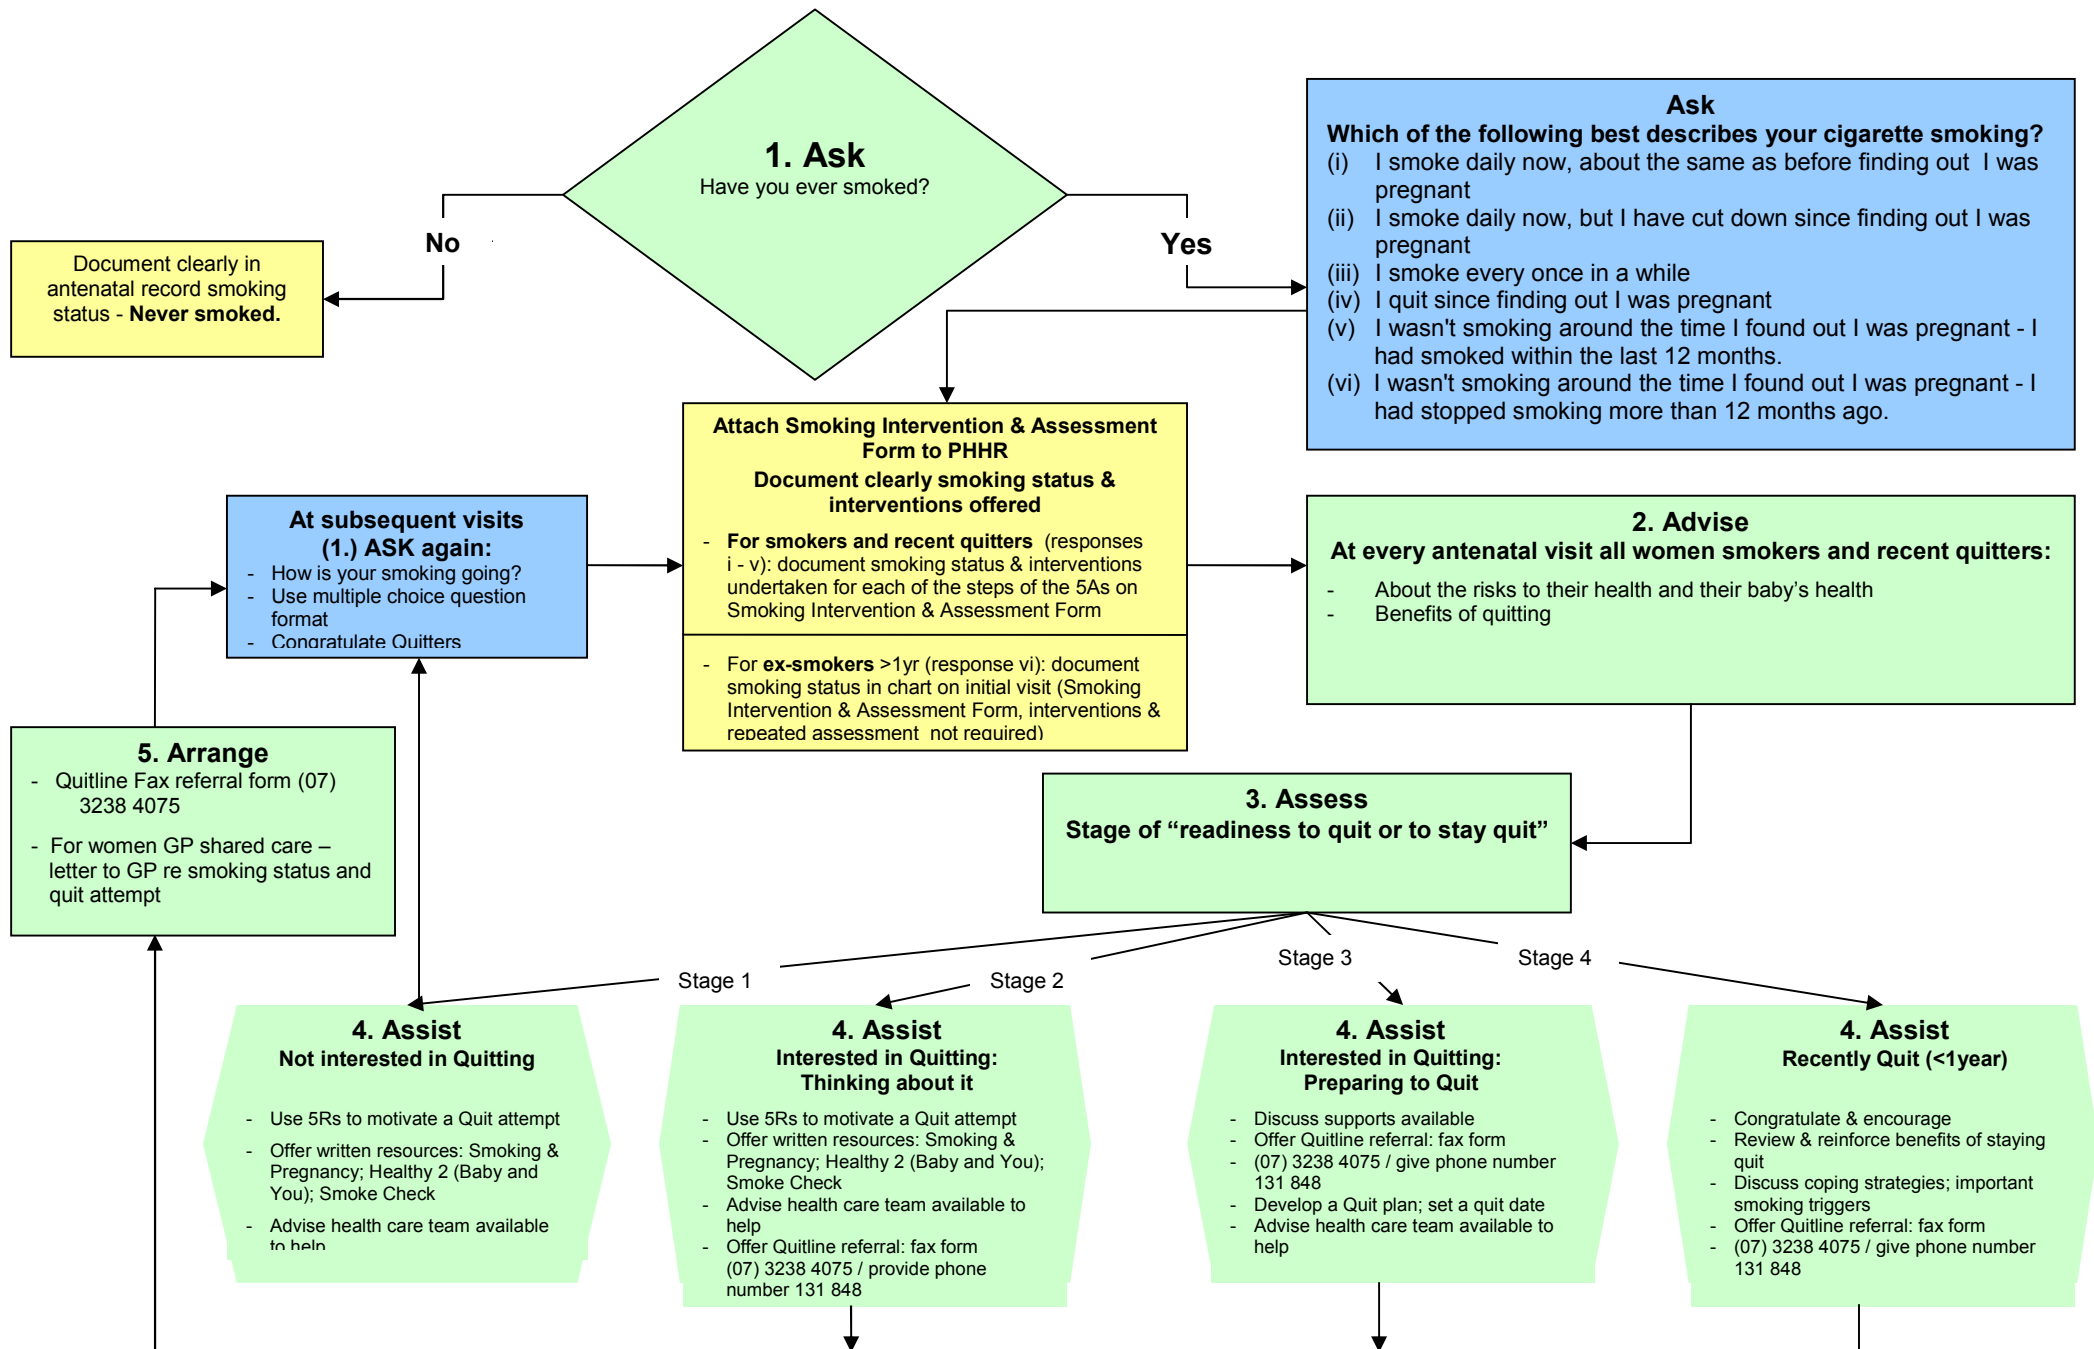 1. Ask
Have you ever smoked?
No
Yes
Document clearly in
antenatal record smoking
status - Never smoked.
Ask
Which of the following best describes your cigarette smoking?
(i) I smoke daily now, about the same as before finding out I was
pregnant
(ii) I smoke daily now, but I have cut down since finding out I was
pregnant
(iii) I smoke every once in a while
(iv) I quit since finding out I was pregnant
(v) I wasn't smoking around the time I found out I was pregnant - I
had smoked within the last 12 months.
(vi) I wasn't smoking around the time I found out I was pregnant - I
had stopped smoking more than 12 months ago.
Attach Smoking Intervention & Assessment
Form to PHHR
Document clearly smoking status &
interventions offered
- For smokers and recent quitters (responses
i - v): document smoking status & interventions
undertaken for each of the steps of the 5As on
Smoking Intervention & Assessment Form
- For ex-smokers >1yr (response vi): document
smoking status in chart on initial visit (Smoking
Intervention & Assessment Form, interventions &
repeated assessment not required)
At subsequent visits
(1.) ASK again:
- How is your smoking going?
- Use multiple choice question
format
- Congratulate Quitters
2. Advise
At every antenatal visit all women smokers and recent quitters:
- About the risks to their health and their baby’s health
- Benefits of quitting
5. Arrange
- Quitline Fax referral form (07)
3238 4075
- For women GP shared care –
letter to GP re smoking status and
quit attempt
3. Assess
Stage of “readiness to quit or to stay quit”
Stage 1
Stage 2
Stage 3
Stage 4
4. Assist
Not interested in Quitting
- Use 5Rs to motivate a Quit attempt
- Offer written resources: Smoking &
Pregnancy; Healthy 2 (Baby and
You); Smoke Check
- Advise health care team available
to help
4. Assist
Interested in Quitting:
Thinking about it
- Use 5Rs to motivate a Quit attempt
- Offer written resources: Smoking &
Pregnancy; Healthy 2 (Baby and You);
Smoke Check
- Advise health care team available to
help
- Offer Quitline referral: fax form
(07) 3238 4075 / provide phone
number 131 848
4. Assist
Interested in Quitting:
Preparing to Quit
- Discuss supports available
- Offer Quitline referral: fax form
- (07) 3238 4075 / give phone number
131 848
- Develop a Quit plan; set a quit date
- Advise health care team available to
help
4. Assist
Recently Quit (<1year)
- Congratulate & encourage
- Review & reinforce benefits of staying
quit
- Discuss coping strategies; important
smoking triggers
- Offer Quitline referral: fax form
- (07) 3238 4075 / give phone number
131 848